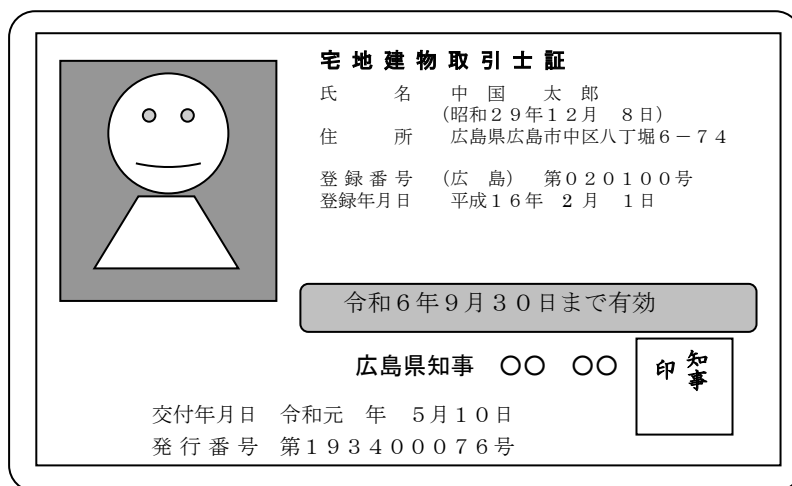 宅地建物取引士証
氏　　名　中　国　　太　郎
(昭和２９年１２月　８日)
住　　所　広島県広島市中区八丁堀６－７４
登録番号　(広　島)　第０２０１００号
登録年月日　平成１６年　２月　１日
令和６年９月３０日まで有効
広島県知事　○○　○○
知事印
交付年月日　令和元　年　５月１０日
発行番号　第１９３４０００７６号